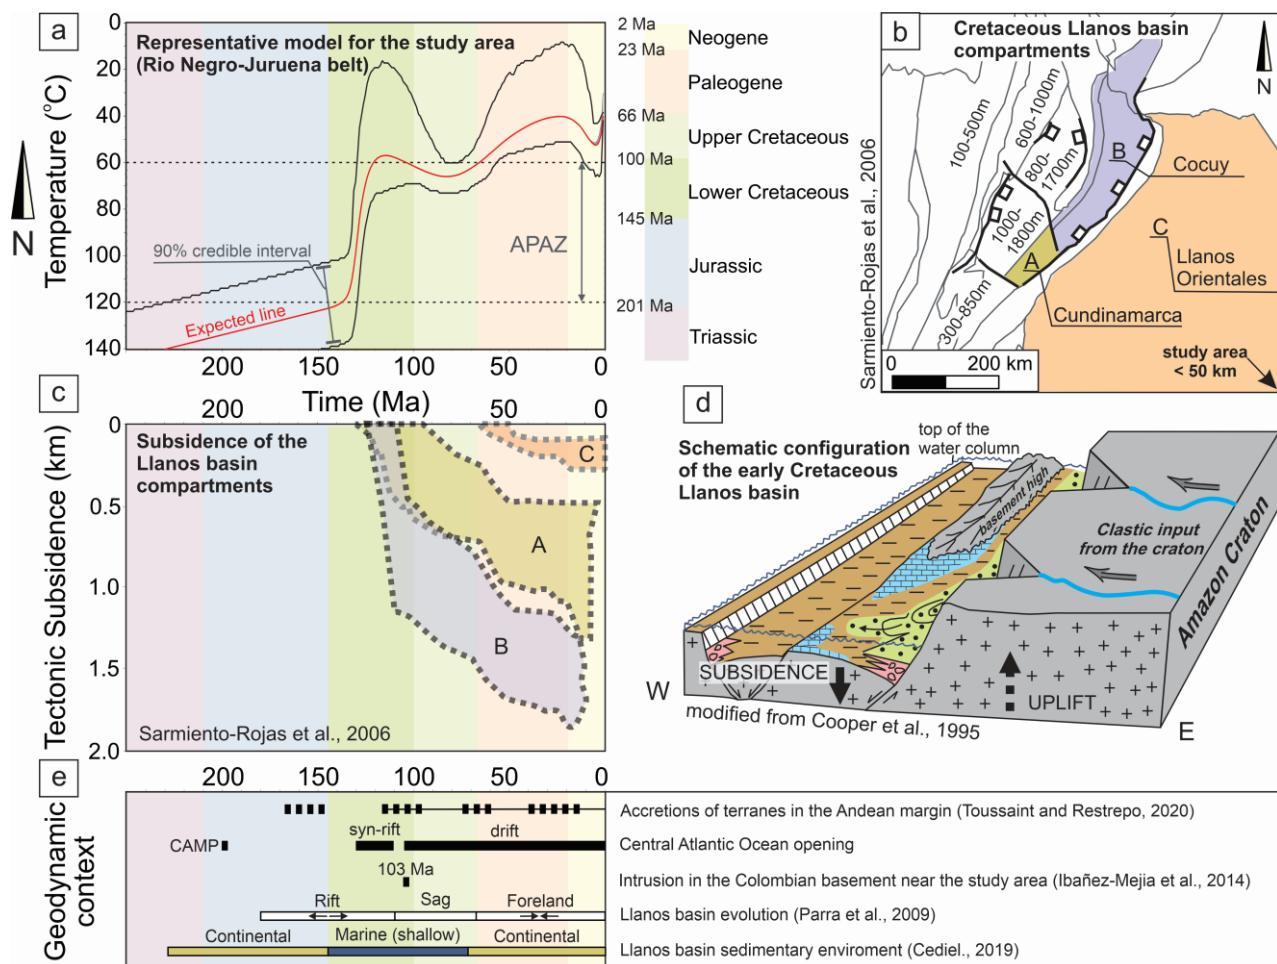 a
Representative model for the study area
(Rio Negro-Juruena belt)
N
Temperature (°C)
0
20
40
60
80
100
120
140
90% credible interval
Expected line
APAZ
200
150
100
50
0
Time (Ma)
2 Ma
Neogene
23 Ma
Paleogene
66 Ma
Upper Cretaceous
100 Ma
Lower Cretaceous
145 Ma
Jurassic
201 Ma
Triassic
b
Cretaceous Llanos basin
compartments
N
Sarmiento-Rojas et al., 2006
100-500m
600-1000m
800-
1700m
1000-
1800m
300-850m
B
Cocuy
C
Llanos
Orientales
A
Cundinamarca
0
200 km
study area
< 50 km
c
200
50
0
Subsidence of the
Llanos basin
compartments
Tectonic Subsidence (km)
0
0.5
1.0
1.5
2.0
C
A
B
Sarmiento-Rojas et al., 2006
d
Schematic configuration
of the early Cretaceous
Llanos basin
top of the
water column
basement high
Clastic input
from the craton
Amazon Craton
SUBSIDENCE
UPLIFT
W
E
modified from Cooper et al., 1995
e
200
150
100
50
0
Geodynamic
context
Accretions of terranes in the Andean margin (Toussaint and Restrepo, 2020)
CAMP
syn-rift
drift
Central Atlantic Ocean opening
103 Ma
Intrusion in the Colombian basement near the study area (Ibañez-Mejia et al., 2014)
Rift
Sag
Foreland
Llanos basin evolution (Parra et al., 2009)
Continental
Marine (shallow)
Continental
Llanos basin sedimentary enviroment (Cediel., 2019)